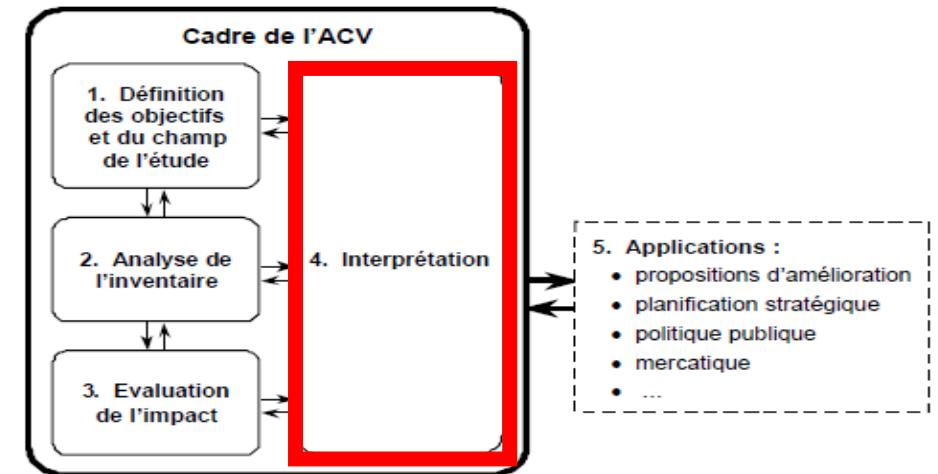 Cadre de l'ACV
1. Définition
des objectifs
et du champ
de l'étude
2. Analyse de
l'inventaire
3. Evaluation
de l'impact
4. Interprétation
5. Applications :
• propositions d'amélioration
• planification stratégique
• politique publique
• mercatique
• ...